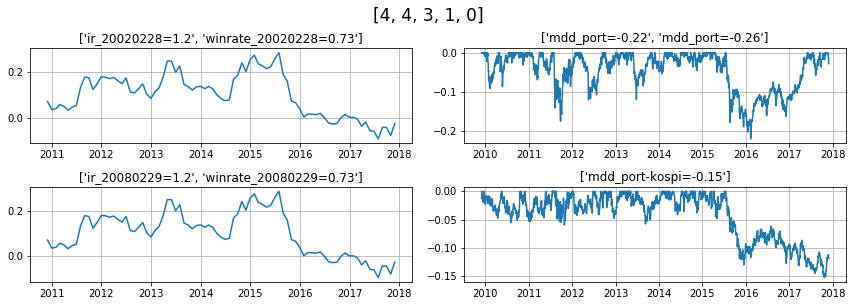 [4, 4, 3, 1, 0]
['ir_20020228=1.2', 'winrate_20020228=0.73']
0.2
0.0
2011 2012 2013 2014 2015 2016 2017 2018
['mdd_port=-0.22', 'mdd_port=-0.26']
0.0
−0.1
−0.2
2010 2011 2012 2013 2014 2015 2016 2017 2018
['ir_20080229=1.2', 'winrate_20080229=0.73']
0.2
0.0
2011 2012 2013 2014 2015 2016 2017 2018
['mdd_port-kospi=-0.15']
0.00
−0.05
−0.10
−0.15
2010 2011 2012 2013 2014 2015 2016 2017 2018